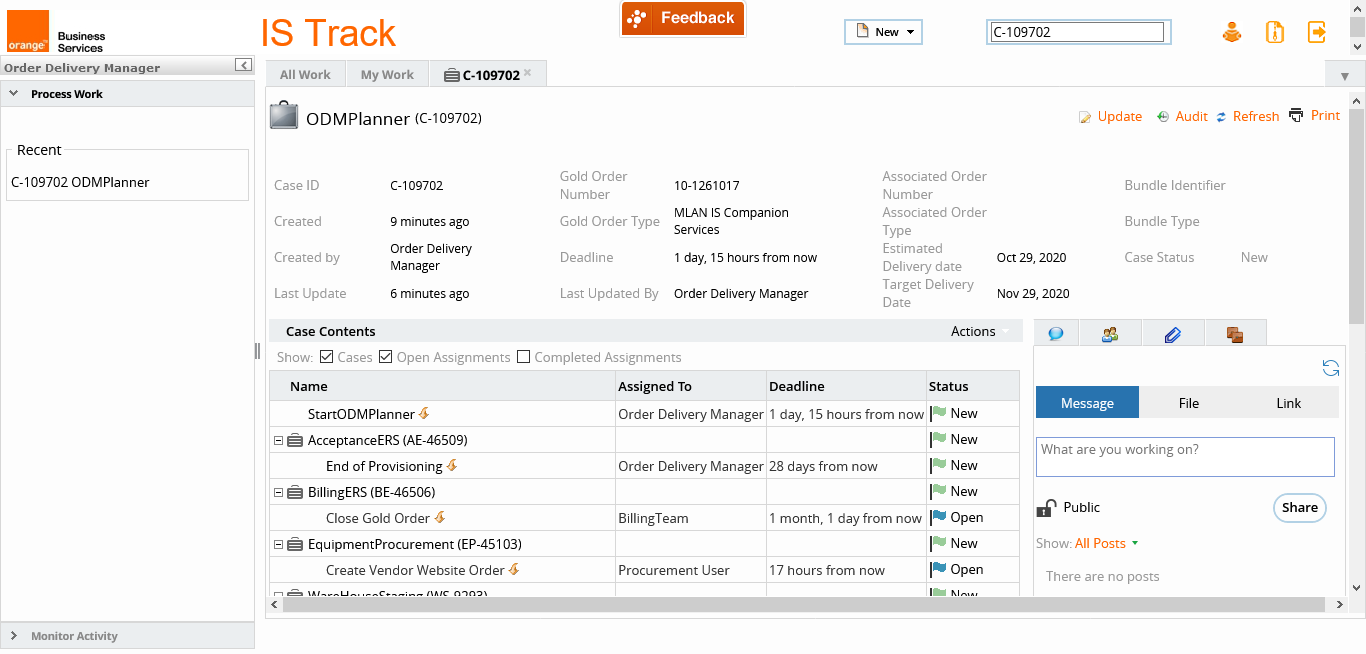 orange™
Business
Services
IS Track
Feedback
New
C-109702
Order Delivery Manager
Process Work
Recent
C-109702 ODMPlanner
Monitor Activity
All Work
My Work
C-109702
ODMPlanner (C-109702)
Update
Audit
Refresh
Print
Case ID
C-109702
Gold Order
Number
10-1261017
Associated Order
Number
Bundle Identifier
Created
9 minutes ago
Gold Order Type
MLAN IS Companion
Services
Associated Order
Type
Bundle Type
Created by
Order Delivery
Manager
Deadline
1 day, 15 hours from now
Estimated
Delivery date
Oct 29, 2020
Case Status
New
Last Update
6 minutes ago
Last Updated By
Order Delivery Manager
Target Delivery
Date
Nov 29, 2020
Case Contents
Actions
Show: Cases Open Assignments Completed Assignments
Name Assigned To Deadline Status
StartODMPlanner Order Delivery Manager 1 day, 15 hours from now New
AcceptanceERS (AE-46509) New
End of Provisioning Order Delivery Manager 28 days from now New
BillingERS (BE-46506) New
Close Gold Order BillingTeam 1 month, 1 day from now Open
EquipmentProcurement (EP-45103) New
Create Vendor Website Order Procurement User 17 hours from now Open
WareHouseStaging (WS-9293) New
Message File Link
What are you working on?
Public
Share
Show: All Posts
There are no posts